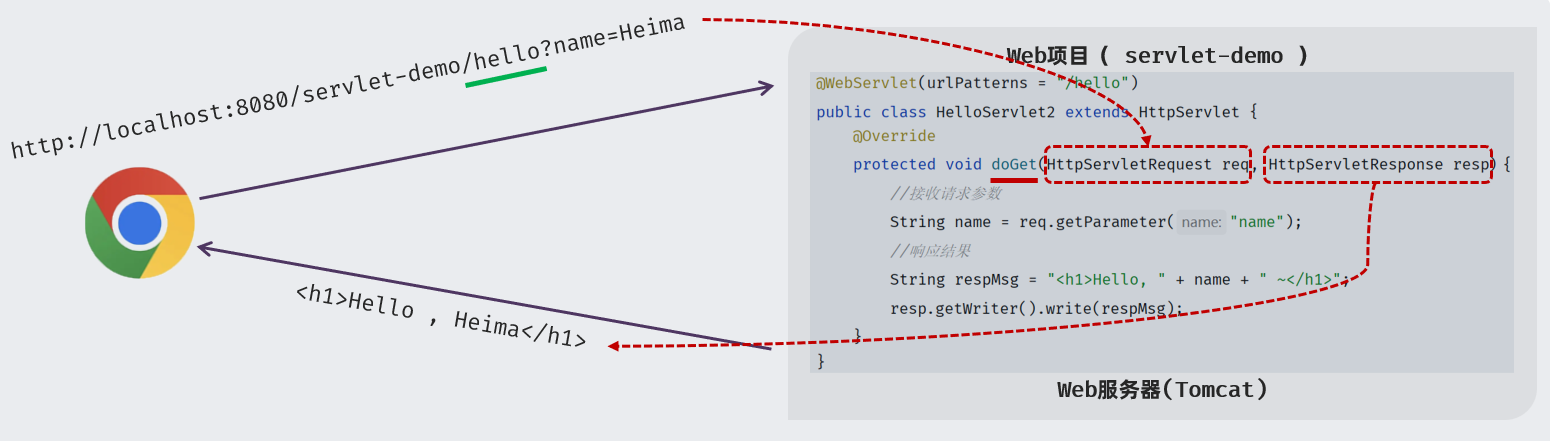 http://localhost:8080/servlet-demo/hello?name=Heima
<h1>Hello , Heima</h1>
Web项目 ( servlet-demo )
@WebServlet(urlPatterns = "/hello")
public class HelloServlet2 extends HttpServlet {
@Override
protected void doGet(HttpServletRequest req, HttpServletResponse resp) {
//接收请求参数
String name = req.getParameter( name: "name");
//响应结果
String respMsg = "<h1>Hello, " + name + " ~</h1>";
resp.getWriter().write(respMsg);
}
}
Web服务器(Tomcat)